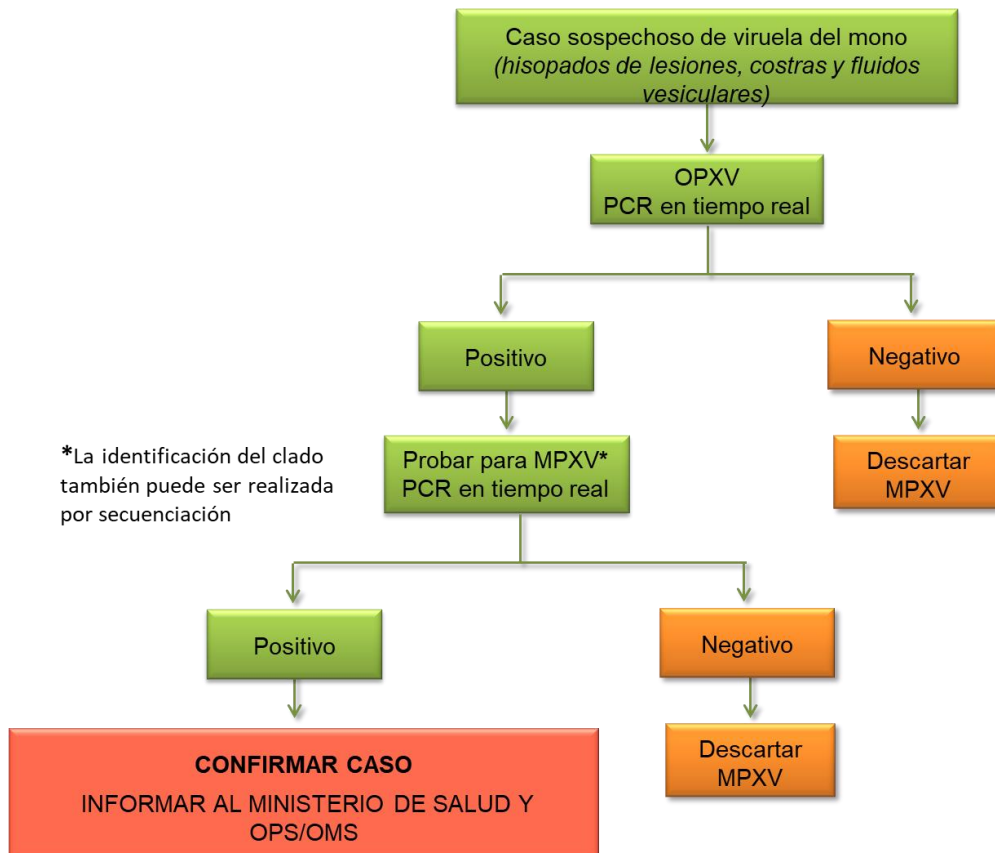 Caso sospechoso de viruela del mono
(hisopados de lesiones, costras y fluidos
vesiculares)
OPXV
PCR en tiempo real
Positivo
Negativo
*La identificación del clado
también puede ser realizada
por secuenciación
Probar para MPXV*
PCR en tiempo real
Descartar
MPXV
Positivo
Negativo
CONFIRMAR CASO
INFORMAR AL MINISTERIO DE SALUD Y
OPS/OMS
Descartar
MPXV